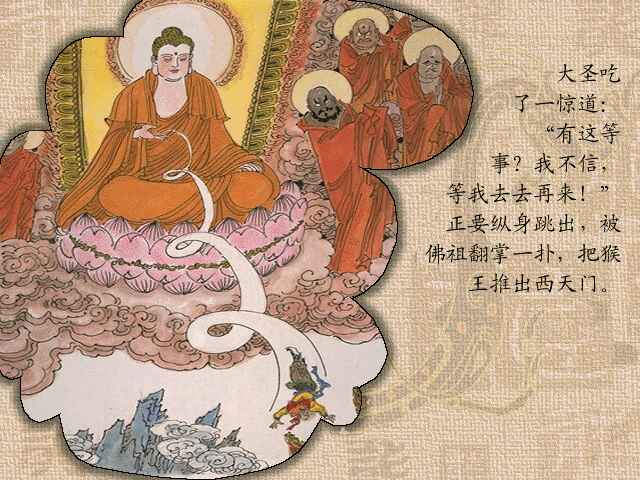 大圣吃
了一惊道：
“有这等
事？我不信，
等我去去再来！”
正要纵身跳出，被
佛祖翻掌一扑，把猴
王推出西天门。